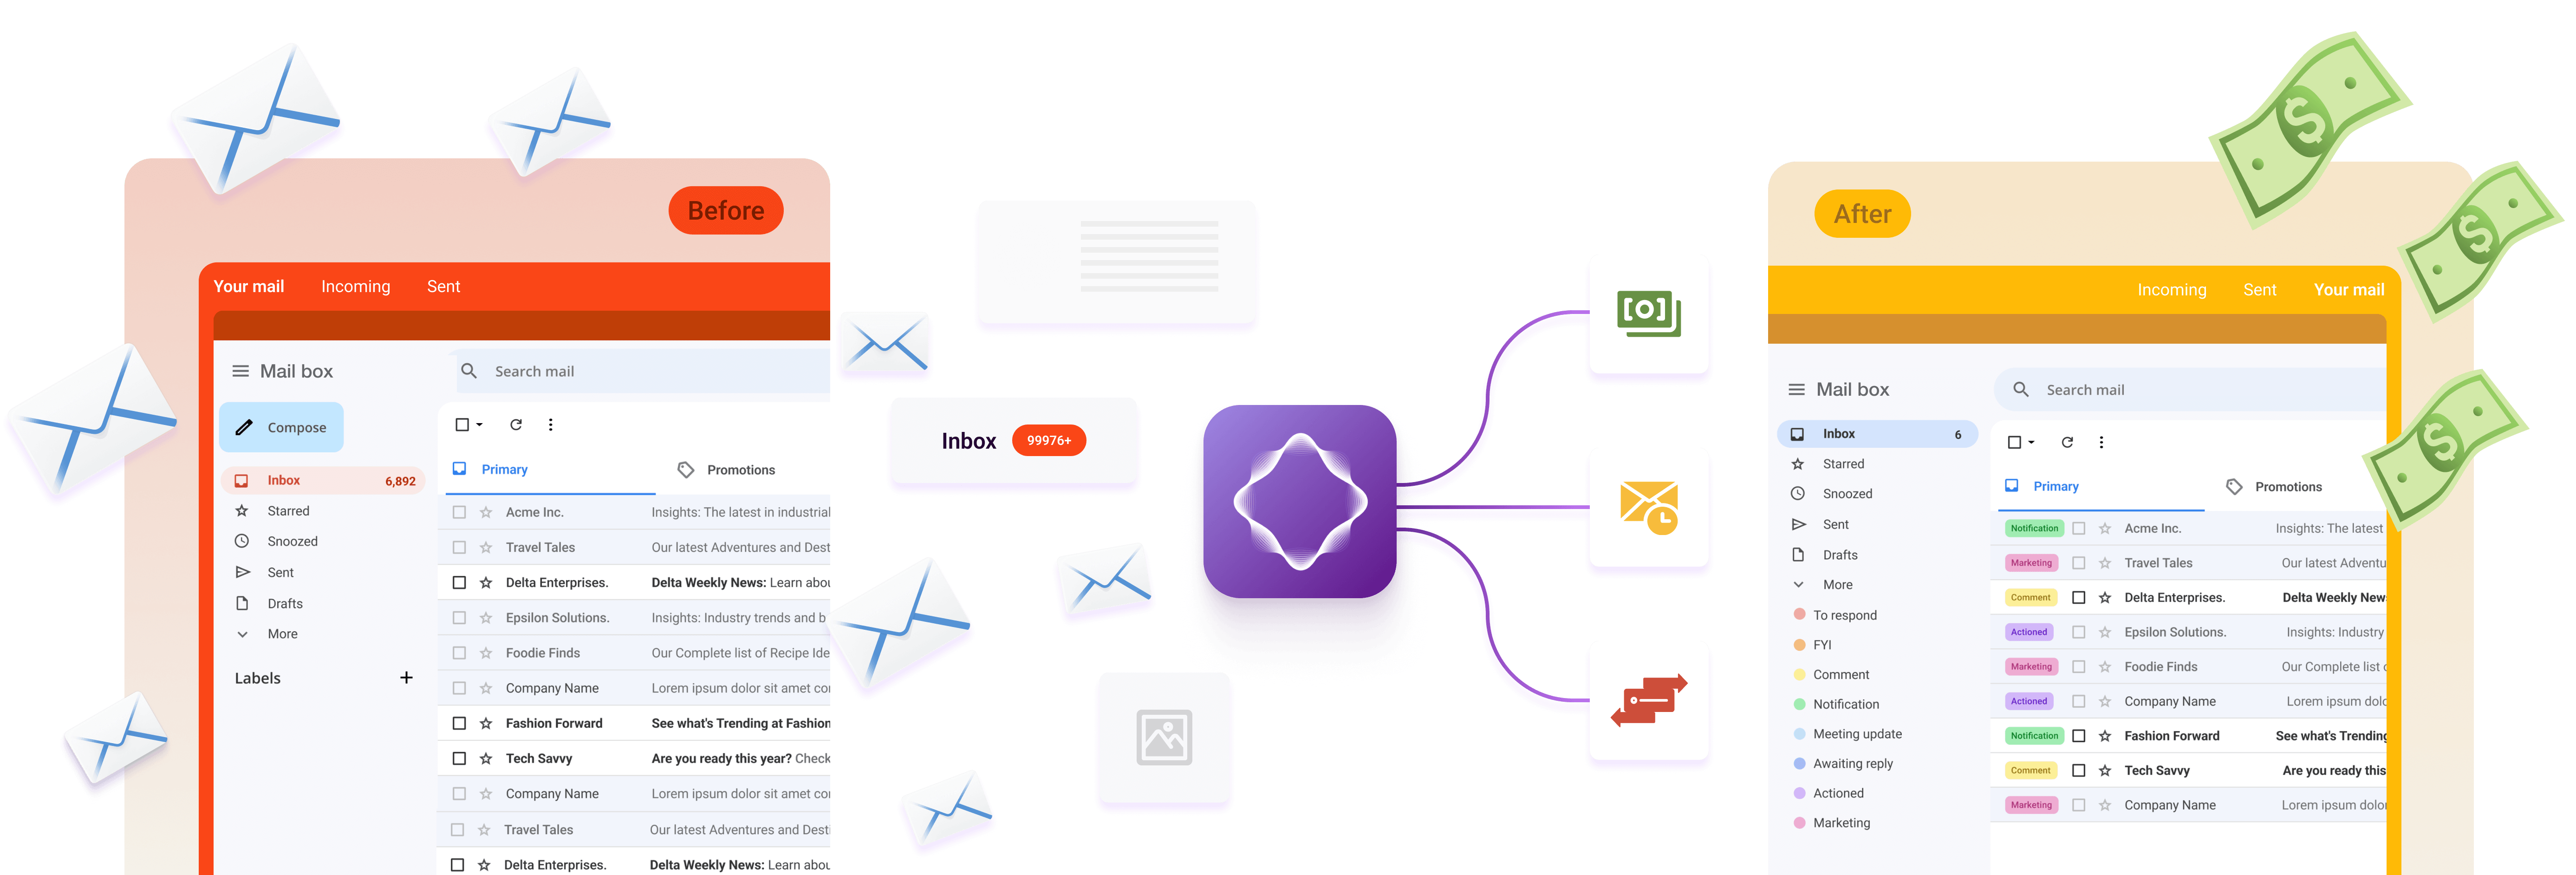 Before
Your mail Incoming Sent
Mail box
Search mail
Compose
Inbox 6,892
Starred
Snoozed
Sent
Drafts
More
Labels +
Primary Promotions
Acme Inc. Insights: The latest in industrial
Travel Tales Our latest Adventures and Dest
Delta Enterprises. Delta Weekly News: Learn abou
Epsilon Solutions. Insights: Industry trends and b
Foodie Finds Our Complete list of Recipe Ide
Company Name Lorem ipsum dolor sit amet cor
Fashion Forward See what's Trending at Fashion
Tech Savvy Are you ready this year? Check
Company Name Lorem ipsum dolor sit amet cor
Travel Tales Our latest Adventures and Dest
Delta Enterprises. Delta Weekly News: Learn abou
Inbox 99976+
After
Incoming Sent Your mail
Mail box
Search mail
Inbox 6
Starred
Snoozed
Sent
Drafts
More
To respond
FYI
Comment
Notification
Meeting update
Awaiting reply
Actioned
Marketing
Primary Promotions
Notification Acme Inc. Insights: The latest
Marketing Travel Tales Our latest Adventu
Comment Delta Enterprises. Delta Weekly News
Actioned Epsilon Solutions. Insights: Industry
Marketing Foodie Finds Our Complete list o
Actioned Company Name Lorem ipsum dolo
Notification Fashion Forward See what's Trending
Comment Tech Savvy Are you ready this
Marketing Company Name Lorem ipsum dolor
$
$
$